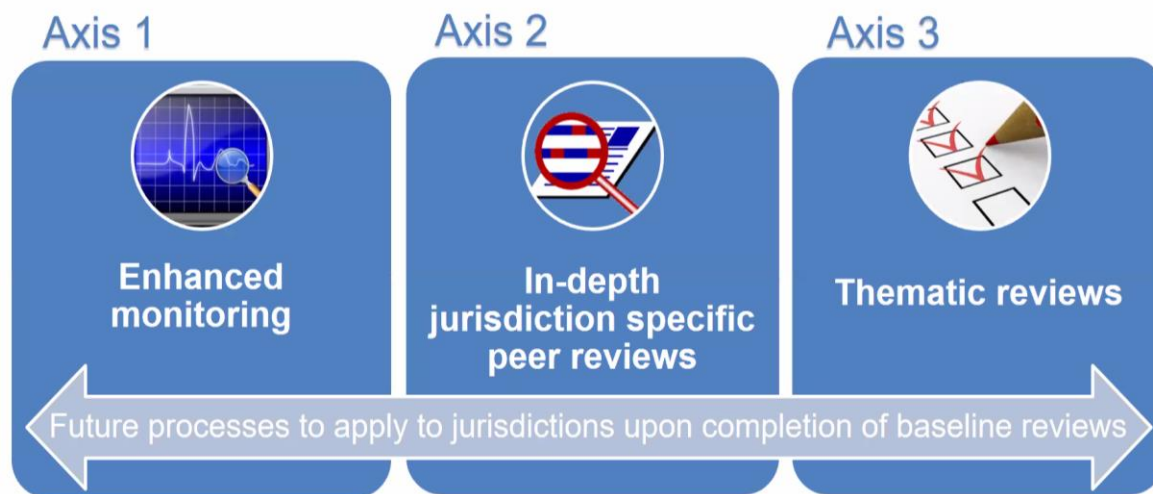 Axis 1
Axis 2
Axis 3
Enhanced
monitoring
In-depth
jurisdiction specific
peer reviews
Thematic reviews
Future processes to apply to jurisdictions upon completion of baseline reviews